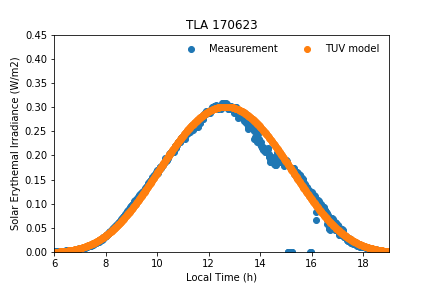 TLA 170623
Measurement
TUV model
Solar Erythemal Irradiance (W/m2)
0.45
0.40
0.35
0.30
0.25
0.20
0.15
0.10
0.05
0.00
6 8 10 12 14 16 18
Local Time (h)